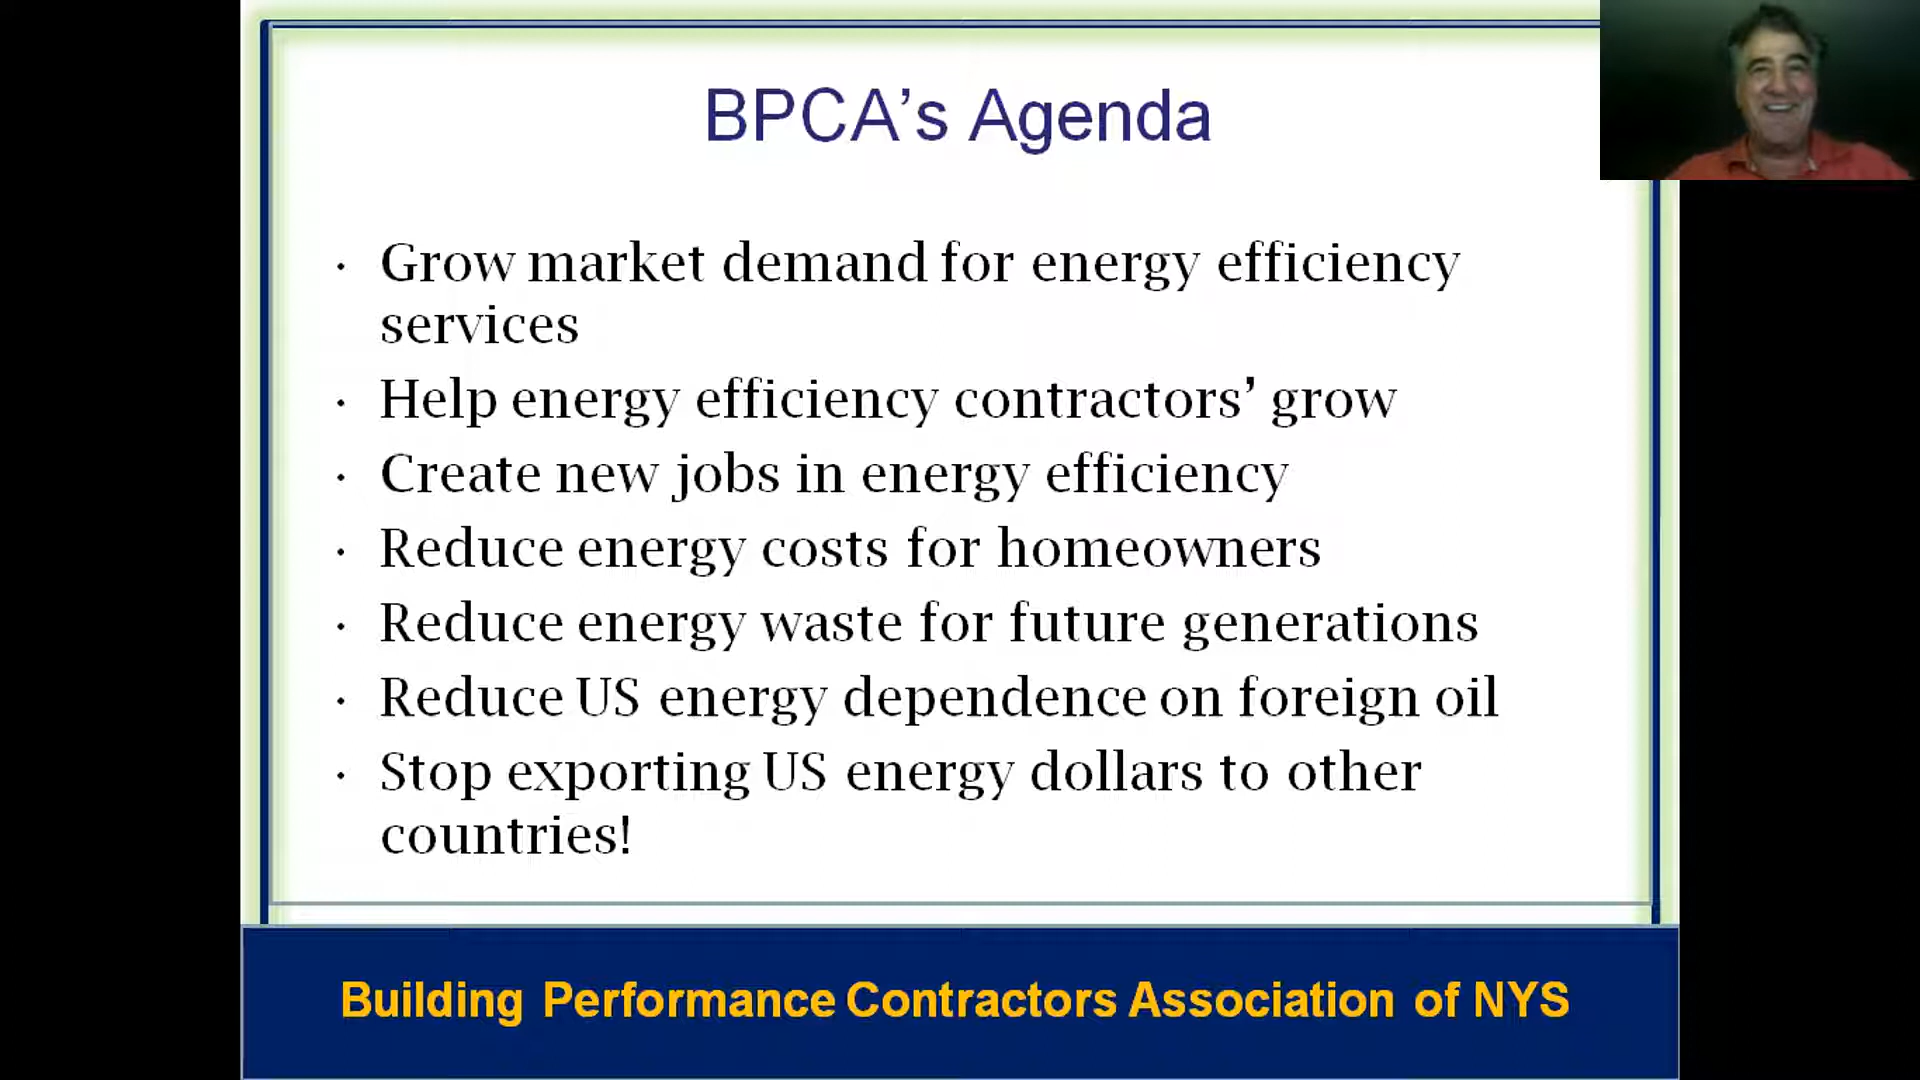 BPCA’s Agenda
· Grow market demand for energy efficiency
services
· Help energy efficiency contractors’ grow
· Create new jobs in energy efficiency
· Reduce energy costs for homeowners
· Reduce energy waste for future generations
· Reduce US energy dependence on foreign oil
· Stop exporting US energy dollars to other
countries!
Building Performance Contractors Association of NYS